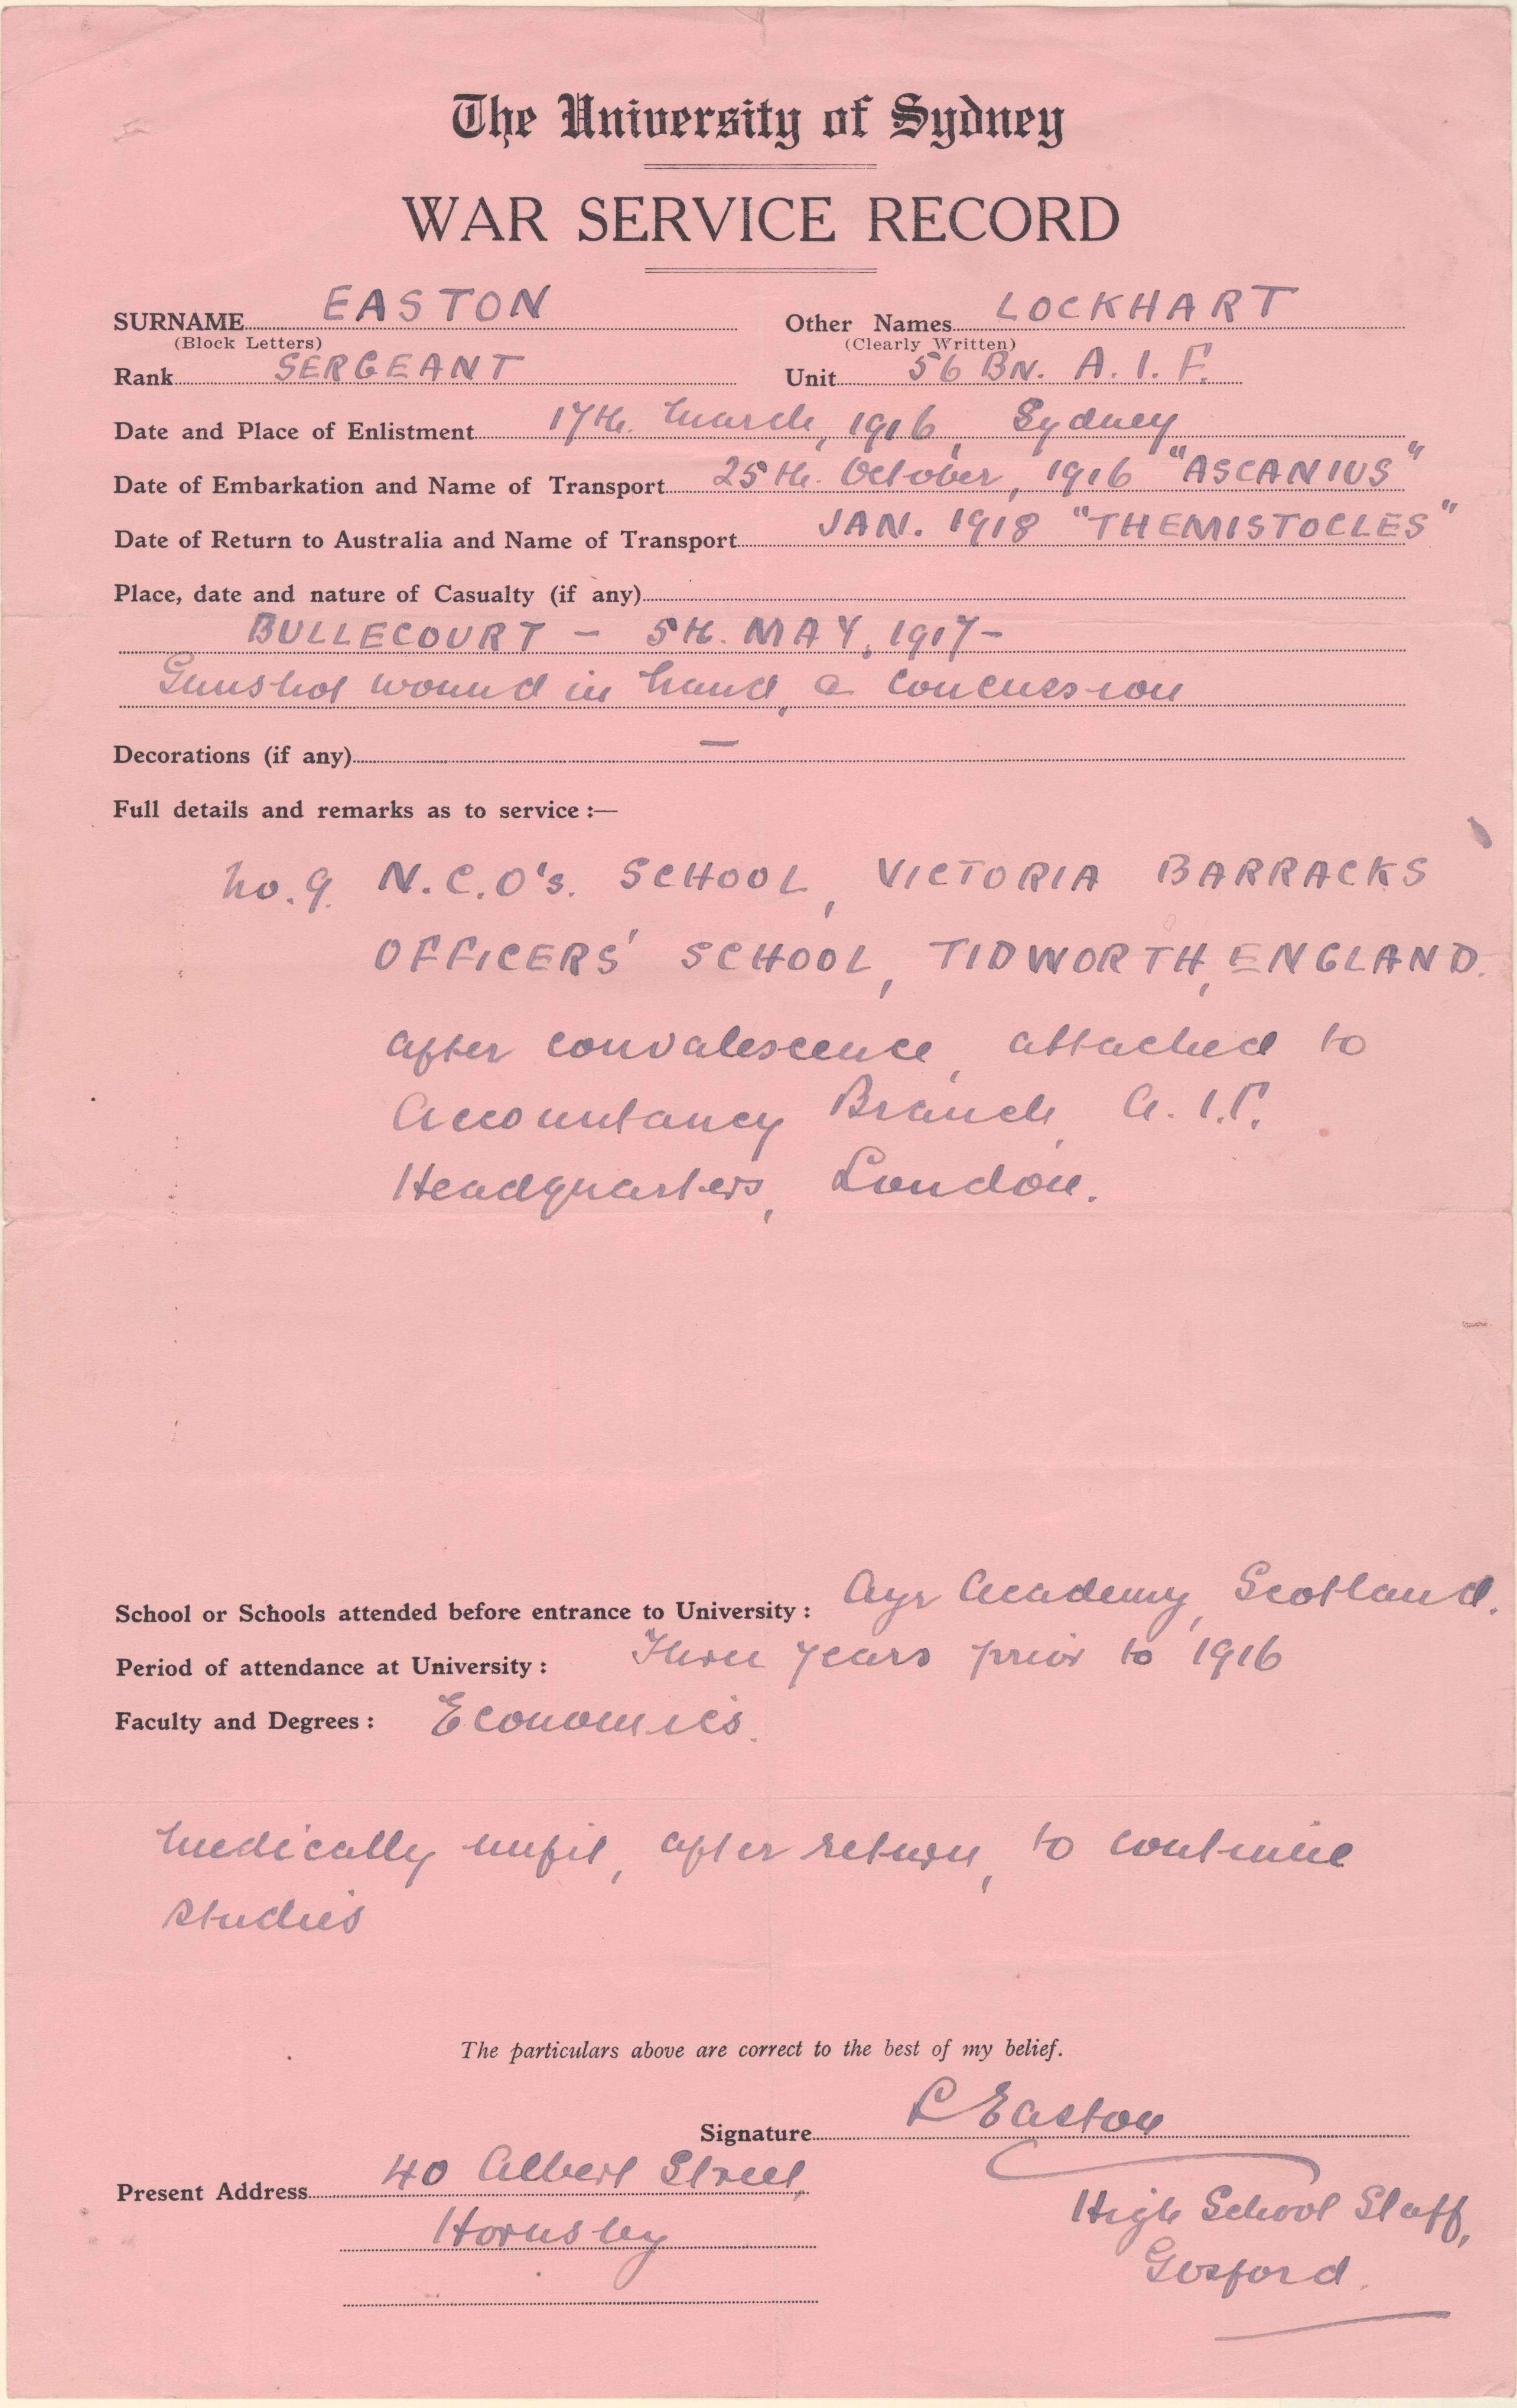 The University of Sydney
WAR SERVICE RECORD
SURNAME EASTON Other Names LOCKHART
(Block Letters) (Clearly Written)
Rank SERGEANT Unit 56 BN. A.I.F.
Date and Place of Enlistment 17th. March, 1916, Sydney
Date of Embarkation and Name of Transport 25th. October, 1916 "ASCANIUS"
Date of Return to Australia and Name of Transport JAN. 1918 "THEMISTOCLES"
Place, date and nature of Casualty (if any)
BULLECOURT – 5th. MAY, 1917 –
Gunshot wound in hand, & concussion
Decorations (if any) —
Full details and remarks as to service :—
No. 9. N.C.O's. SCHOOL, VICTORIA BARRACKS
OFFICERS' SCHOOL, TIDWORTH, ENGLAND.
After convalescence, attached to
Accountancy Branch, A.I.F.
Headquarters, London.
School or Schools attended before entrance to University : Ayr Academy, Scotland.
Period of attendance at University : Three years prior to 1916
Faculty and Degrees : Economics.
Medically unfit, after return, to continue
studies
The particulars above are correct to the best of my belief.
Signature L Easton
Present Address 40 Albert Street,
Hornsby
High School Staff,
Gosford.